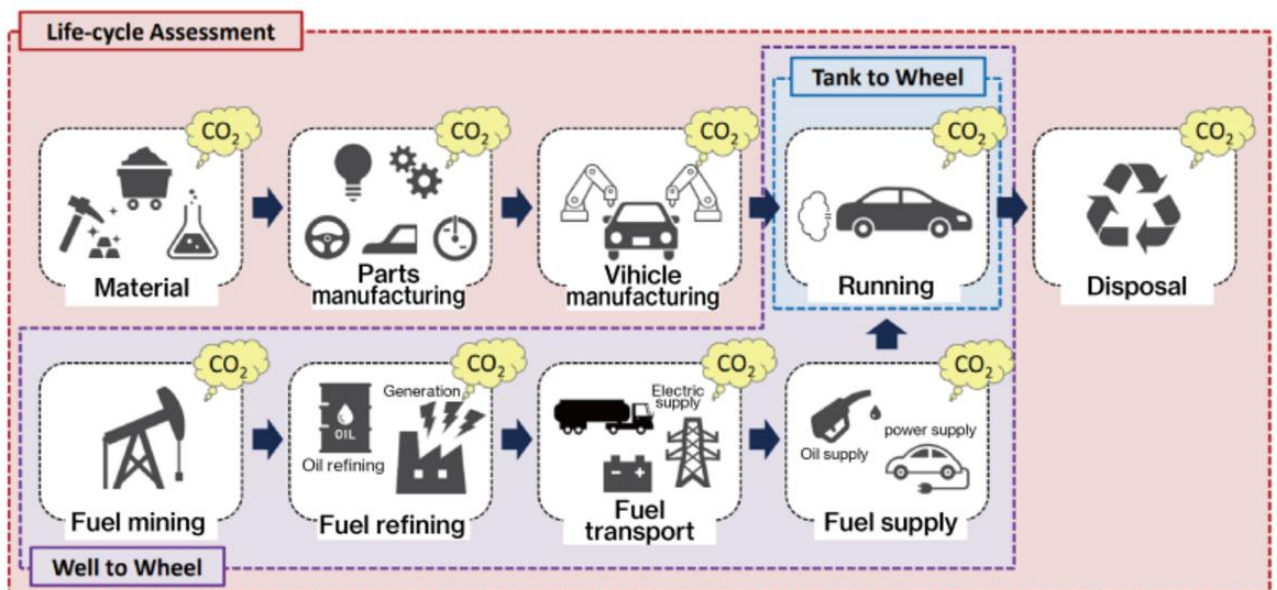 Life-cycle Assessment
Tank to Wheel
CO2
CO2
CO2
CO2
CO2
Material
Parts
manufacturing
Vihicle
manufacturing
Running
Disposal
CO2
CO2
CO2
CO2
Generation
OIL
Oil refining
Electric
supply
Oil supply
power supply
Fuel mining
Fuel refining
Fuel
transport
Fuel supply
Well to Wheel